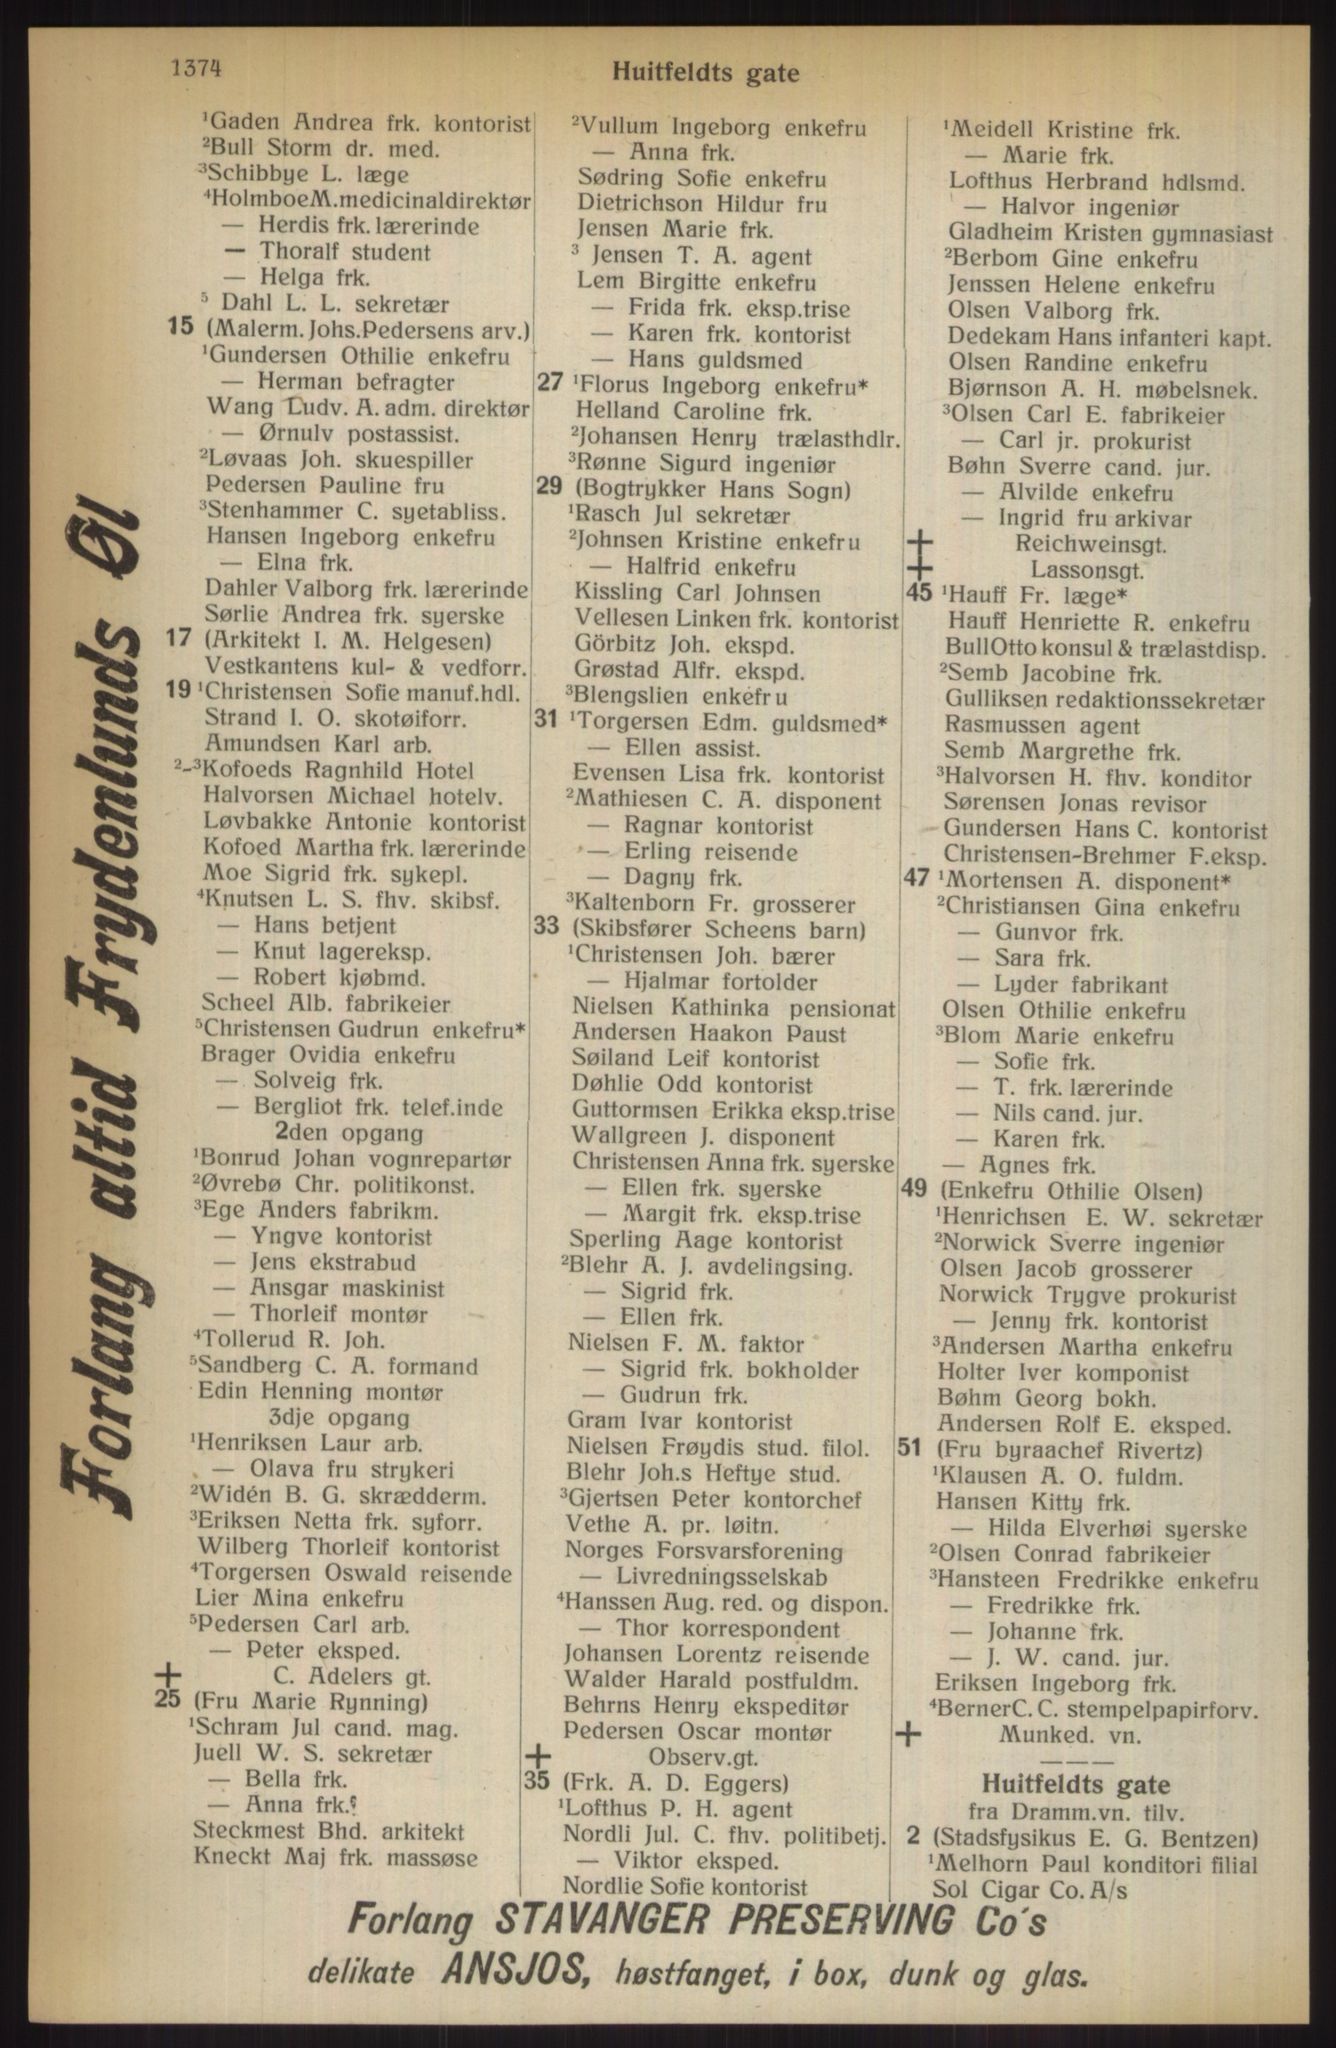 1374
Huitfeldts gate
¹Gaden Andrea frk. kontorist
²Bull Storm dr. med.
³Schibbye L. læge
⁴HolmboeM.medicinaldirektør
— Herdis frk. lærerinde
— Thoralf student
— Helga frk.
⁵ Dahl L. L. sekretær
15 (Malerm. Johs.Pedersens arv.)
¹Gundersen Othilie enkefru
— Herman befragter
Wang Ludv. A. adm. direktør
— Ørnulv postassist.
²Løvaas Joh. skuespiller
Pedersen Pauline fru
³Stenhammer C. syetabliss.
Hansen Ingeborg enkefru
— Elna frk.
Dahler Valborg frk. lærerinde
Sørlie Andrea frk. syerske
17 (Arkitekt I. M. Helgesen)
Vestkantens kul- & vedforr.
19 ¹Christensen Sofie manuf.hdl.
Strand I. O. skotøiforr.
Amundsen Karl arb.
²-³Kofoeds Ragnhild Hotel
Halvorsen Michael hotelv.
Løvbakke Antonie kontorist
Kofoed Martha frk. lærerinde
Moe Sigrid frk. sykepl.
⁴Knutsen L. S. fhv. skibsf.
— Hans betjent
— Knut lagereksp.
— Robert kjøbmd.
Scheel Alb. fabrikeier
⁵Christensen Gudrun enkefru*
Brager Ovidia enkefru
— Solveig frk.
— Bergliot frk. telef.inde
2den opgang
¹Bonrud Johan vognrepartør
²Øvrebø Chr. politikonst.
³Ege Anders fabrikm.
— Yngve kontorist
— Jens ekstrabud
— Ansgar maskinist
— Thorleif montør
⁴Tollerud R. Joh.
⁵Sandberg C. A. formand
Edin Henning montør
3dje opgang
¹Henriksen Laur arb.
— Olava fru strykeri
²Widén B. G. skrædderm.
³Eriksen Netta frk. syforr.
Wilberg Thorleif kontorist
⁴Torgersen Oswald reisende
Lier Mina enkefru
⁵Pedersen Carl arb.
— Peter eksped.
+ C. Adelers gt.
25 (Fru Marie Rynning)
¹Schram Jul cand. mag.
Juell W. S. sekretær
— Bella frk.
— Anna frk.
Steckmest Bhd. arkitekt
Kneckt Maj frk. massøse
²Vullum Ingeborg enkefru
— Anna frk.
Sødring Sofie enkefru
Dietrichson Hildur fru
Jensen Marie frk.
³ Jensen T. A. agent
Lem Birgitte enkefru
— Frida frk. eksp.trise
— Karen frk. kontorist
— Hans guldsmed
27 ¹Florus Ingeborg enkefru*
Helland Caroline frk.
²Johansen Henry trælasthdlr.
³Rønne Sigurd ingeniør
29 (Bogtrykker Hans Sogn)
¹Rasch Jul sekretær
²Johnsen Kristine enkefru
— Halfrid enkefru
Kissling Carl Johnsen
Vellesen Linken frk. kontorist
Görbitz Joh. ekspd.
Grøstad Alfr. ekspd.
³Blengslien enkefru
31 ¹Torgersen Edm. guldsmed*
— Ellen assist.
Evensen Lisa frk. kontorist
²Mathiesen C. A. disponent
— Ragnar kontorist
— Erling reisende
— Dagny frk.
³Kaltenborn Fr. grosserer
33 (Skibsfører Scheens barn)
¹Christensen Joh. bærer
— Hjalmar fortolder
Nielsen Kathinka pensionat
Andersen Haakon Paust
Søiland Leif kontorist
Døhlie Odd kontorist
Guttormsen Erikka eksp.trise
Wallgreen J. disponent
Christensen Anna frk. syerske
— Ellen frk. syerske
— Margit frk. eksp.trise
Sperling Aage kontorist
²Blehr A. J. avdelingsing.
— Sigrid frk.
— Ellen frk.
Nielsen F. M. faktor
— Sigrid frk. bokholder
— Gudrun frk.
Gram Ivar kontorist
Nielsen Frøydis stud. filol.
Blehr Joh.s Heftye stud.
³Gjertsen Peter kontorchef
Vethe A. pr. løitn.
Norges Forsvarsforening
— Livredningsselskab
⁴Hanssen Aug. red. og dispon.
— Thor korrespondent
Johansen Lorentz reisende
Walder Harald postfuldm.
Behrns Henry ekspeditør
Pedersen Oscar montør
+ Observ.gt.
35 (Frk. A. D. Eggers)
¹Lofthus P. H. agent
Nordli Jul. C. fhv. politibetj.
— Viktor eksped.
Nordlie Sofie kontorist
¹Meidell Kristine frk.
— Marie frk.
Lofthus Herbrand hdlsmd.
— Halvor ingeniør
Gladheim Kristen gymnasiast
²Berbom Gine enkefru
Jenssen Helene enkefru
Olsen Valborg frk.
Dedekam Hans infanteri kapt.
Olsen Randine enkefru
Bjørnson A. H. møbelsnek.
³Olsen Carl E. fabrikeier
— Carl jr. prokurist
Bøhn Sverre cand. jur.
— Alvilde enkefru
— Ingrid fru arkivar
+ Reichweinsgt.
+ Lassonsgt.
45 ¹Hauff Fr. læge*
Hauff Henriette R. enkefru
BullOtto konsul & trælastdisp.
²Semb Jacobine frk.
Gulliksen redaktionssekretær
Rasmussen agent
Semb Margrethe frk.
³Halvorsen H. fhv. konditor
Sørensen Jonas revisor
Gundersen Hans C. kontorist
Christensen-Brehmer F.eksp.
47 ¹Mortensen A. disponent*
²Christiansen Gina enkefru
— Gunvor frk.
— Sara frk.
— Lyder fabrikant
Olsen Othilie enkefru
³Blom Marie enkefru
— Sofie frk.
— T. frk. lærerinde
— Nils cand. jur.
— Karen frk.
— Agnes frk.
49 (Enkefru Othilie Olsen)
¹Henrichsen E. W. sekretær
²Norwick Sverre ingeniør
Olsen Jacob grosserer
Norwick Trygve prokurist
— Jenny frk. kontorist
³Andersen Martha enkefru
Holter Iver komponist
Bøhm Georg bokh.
Andersen Rolf E. eksped.
51 (Fru byraachef Rivertz)
¹Klausen A. O. fuldm.
Hansen Kitty frk.
— Hilda Elverhøi syerske
²Olsen Conrad fabrikeier
³Hansteen Fredrikke enkefru
— Fredrikke frk.
— Johanne frk.
— J. W. cand. jur.
Eriksen Ingeborg frk.
⁴BernerC. C. stempelpapirforv.
+ Munked. vn.
———
Huitfeldts gate
fra Dramm.vn. tilv.
2 (Stadsfysikus E. G. Bentzen)
¹Melhorn Paul konditori filial
Sol Cigar Co. A/s
Forlang altid Frydenlunds Øl
Forlang STAVANGER PRESERVING Co's
delikate ANSJOS, høstfanget, i box, dunk og glas.